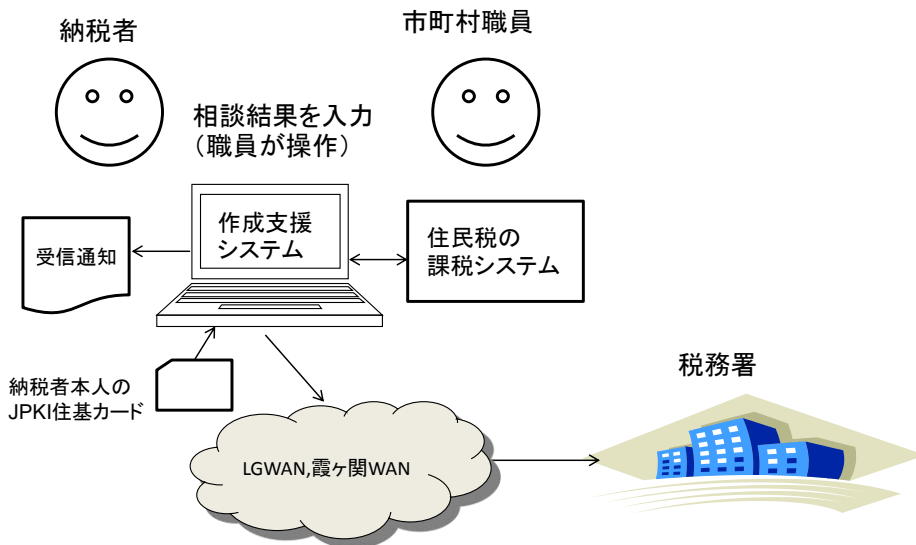 納税者
市町村職員
相談結果を入力
（職員が操作）
作成支援
システム
受信通知
住民税の
課税システム
納税者本人の
JPKI住基カード
税務署
LGWAN,霞ヶ関WAN